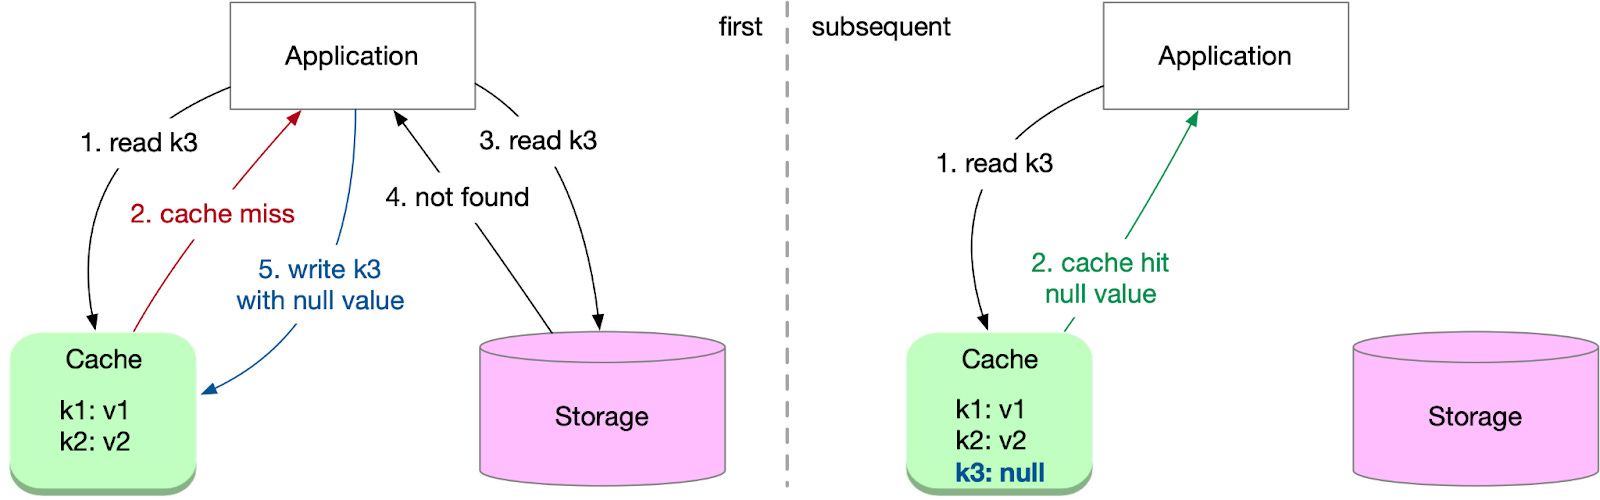 first
Application
1. read k3
2. cache miss
3. read k3
4. not found
5. write k3
with null value
Cache
k1: v1
k2: v2
Storage
subsequent
Application
1. read k3
2. cache hit
null value
Cache
k1: v1
k2: v2
k3: null
Storage